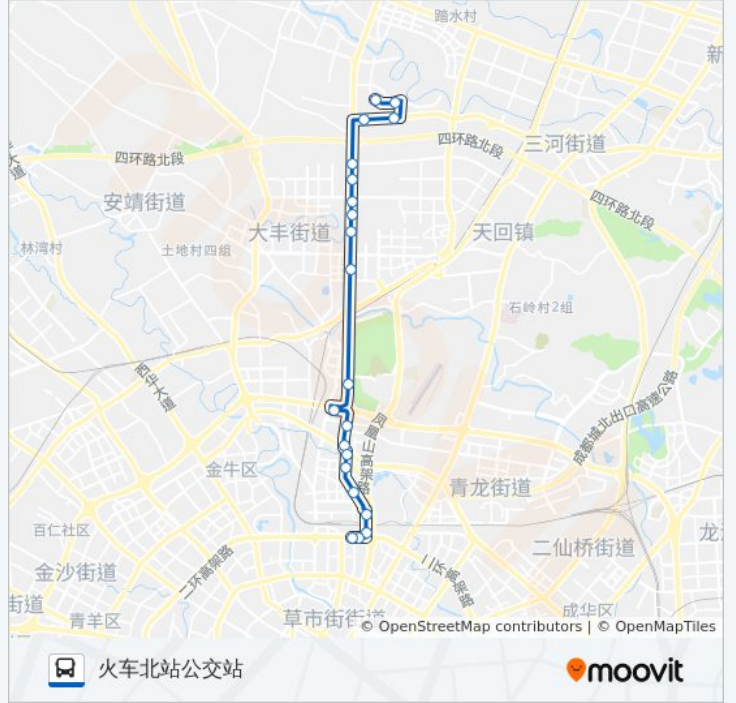 踏水村
新
三河街道
四环路北段
四环路北段
大道
安靖街道
四环路北段
大丰街道
天回镇
林湾村
土地村四组
石岭村2组
西华大道
成都城北出口高速公路
凤凰山高架路
金牛区
青龙街道
百仁社区
二仙桥街道
龙
金沙街道
二环高架路
二环高架路
街道
青羊区
草市街街道
成华区
© OpenStreetMap contributors | © OpenMapTiles
火车北站公交站
moovit